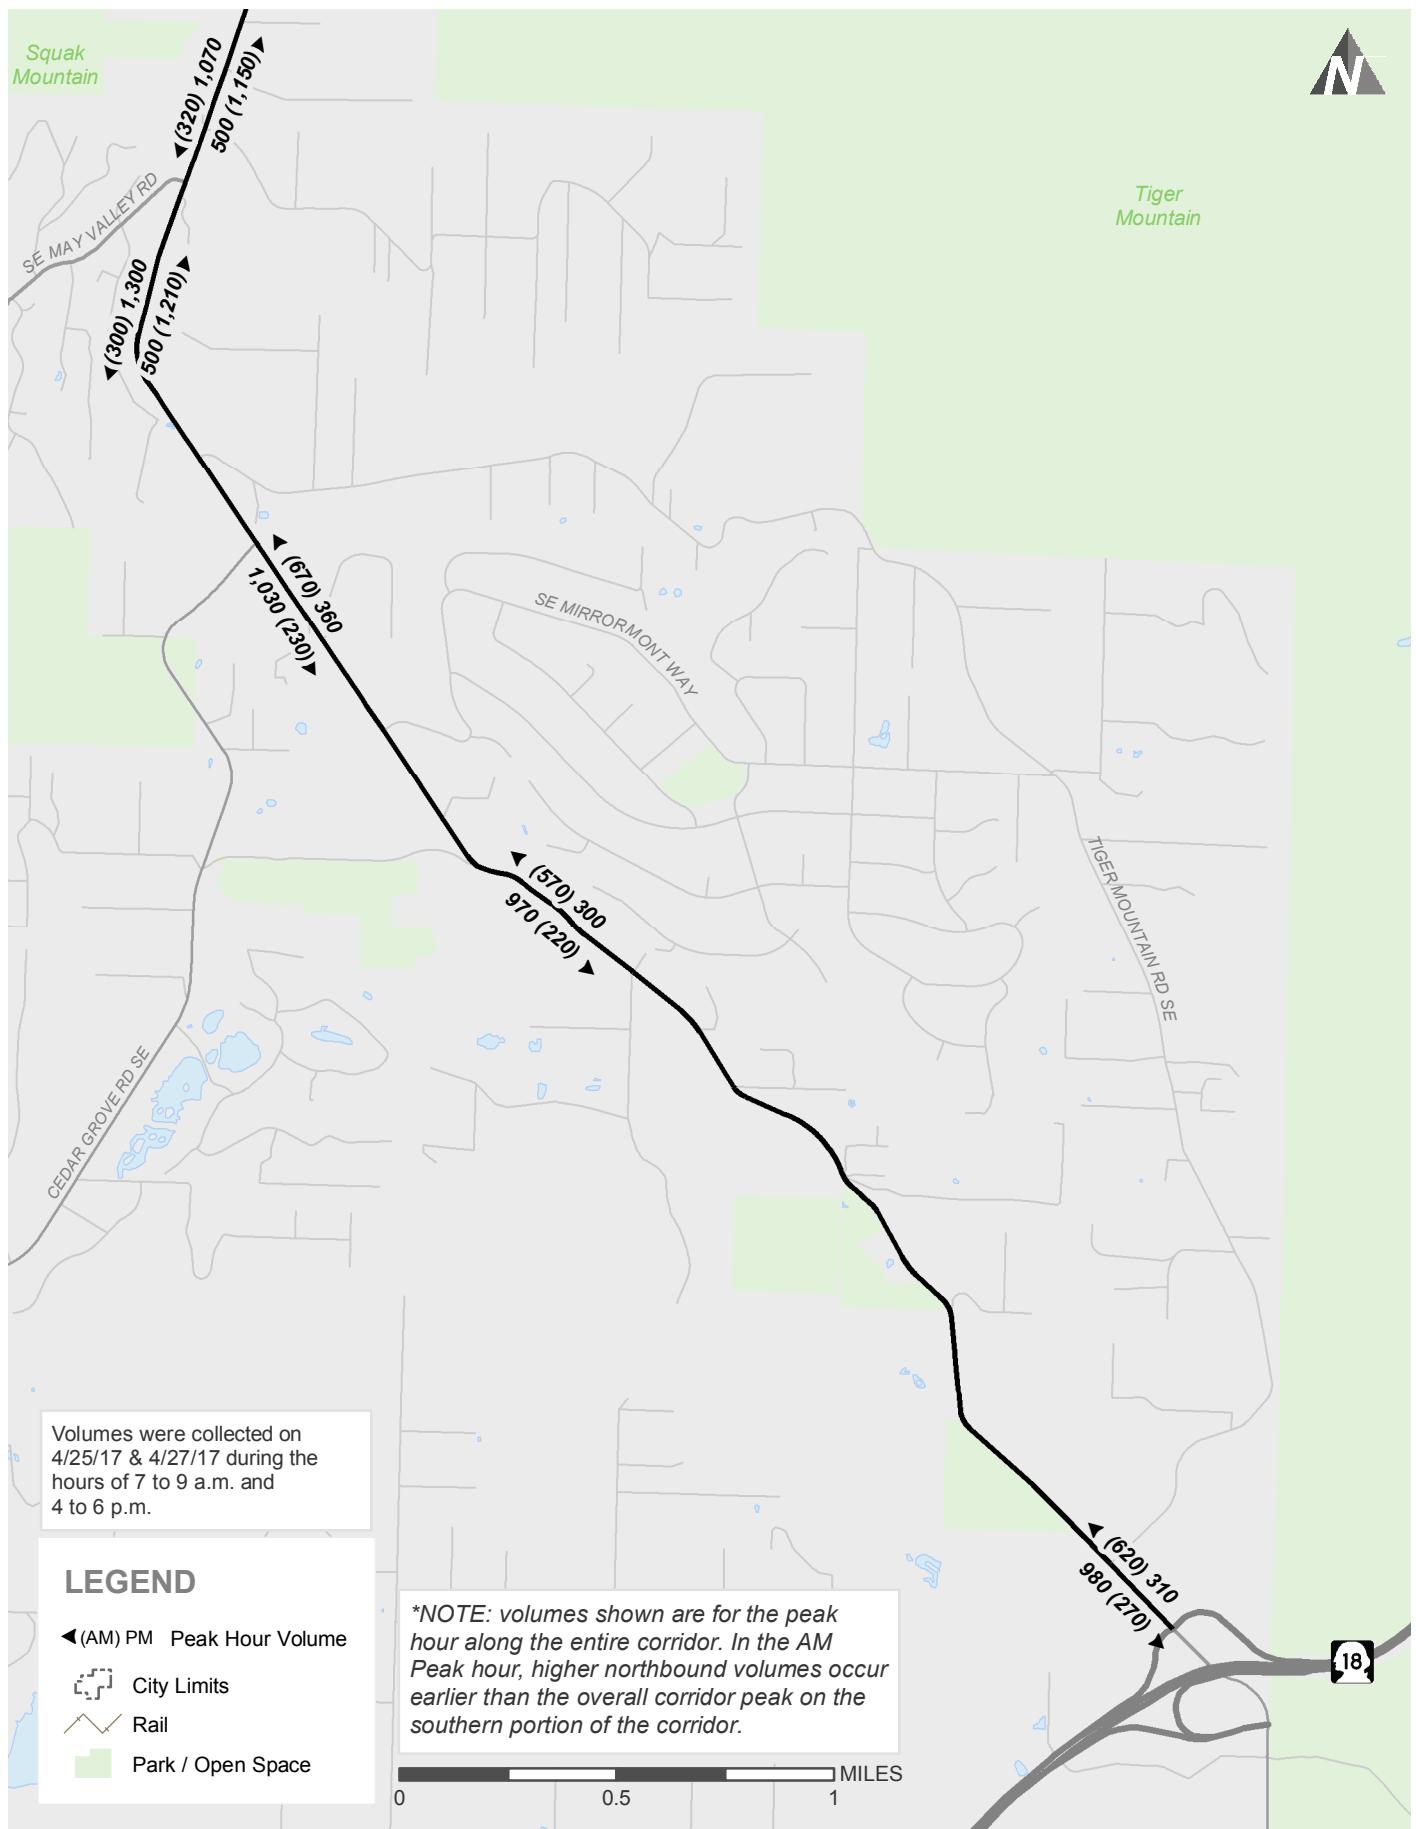 Squak
Mountain
(320) 1,070
500 (1,150)
N
Tiger
Mountain
SE MAY VALLEY RD
(300) 1,300
500 (1,210)
(670) 360
1,030 (230)
SE MIRRORMONT WAY
(570) 300
970 (220)
TIGER MOUNTAIN RD SE
CEDAR GROVE RD SE
(620) 310
980 (270)
18
Volumes were collected on
4/25/17 & 4/27/17 during the
hours of 7 to 9 a.m. and
4 to 6 p.m.
LEGEND
(AM) PM Peak Hour Volume
City Limits
Rail
Park / Open Space
*NOTE: volumes shown are for the peak
hour along the entire corridor. In the AM
Peak hour, higher northbound volumes occur
earlier than the overall corridor peak on the
southern portion of the corridor.
MILES
0 0.5 1